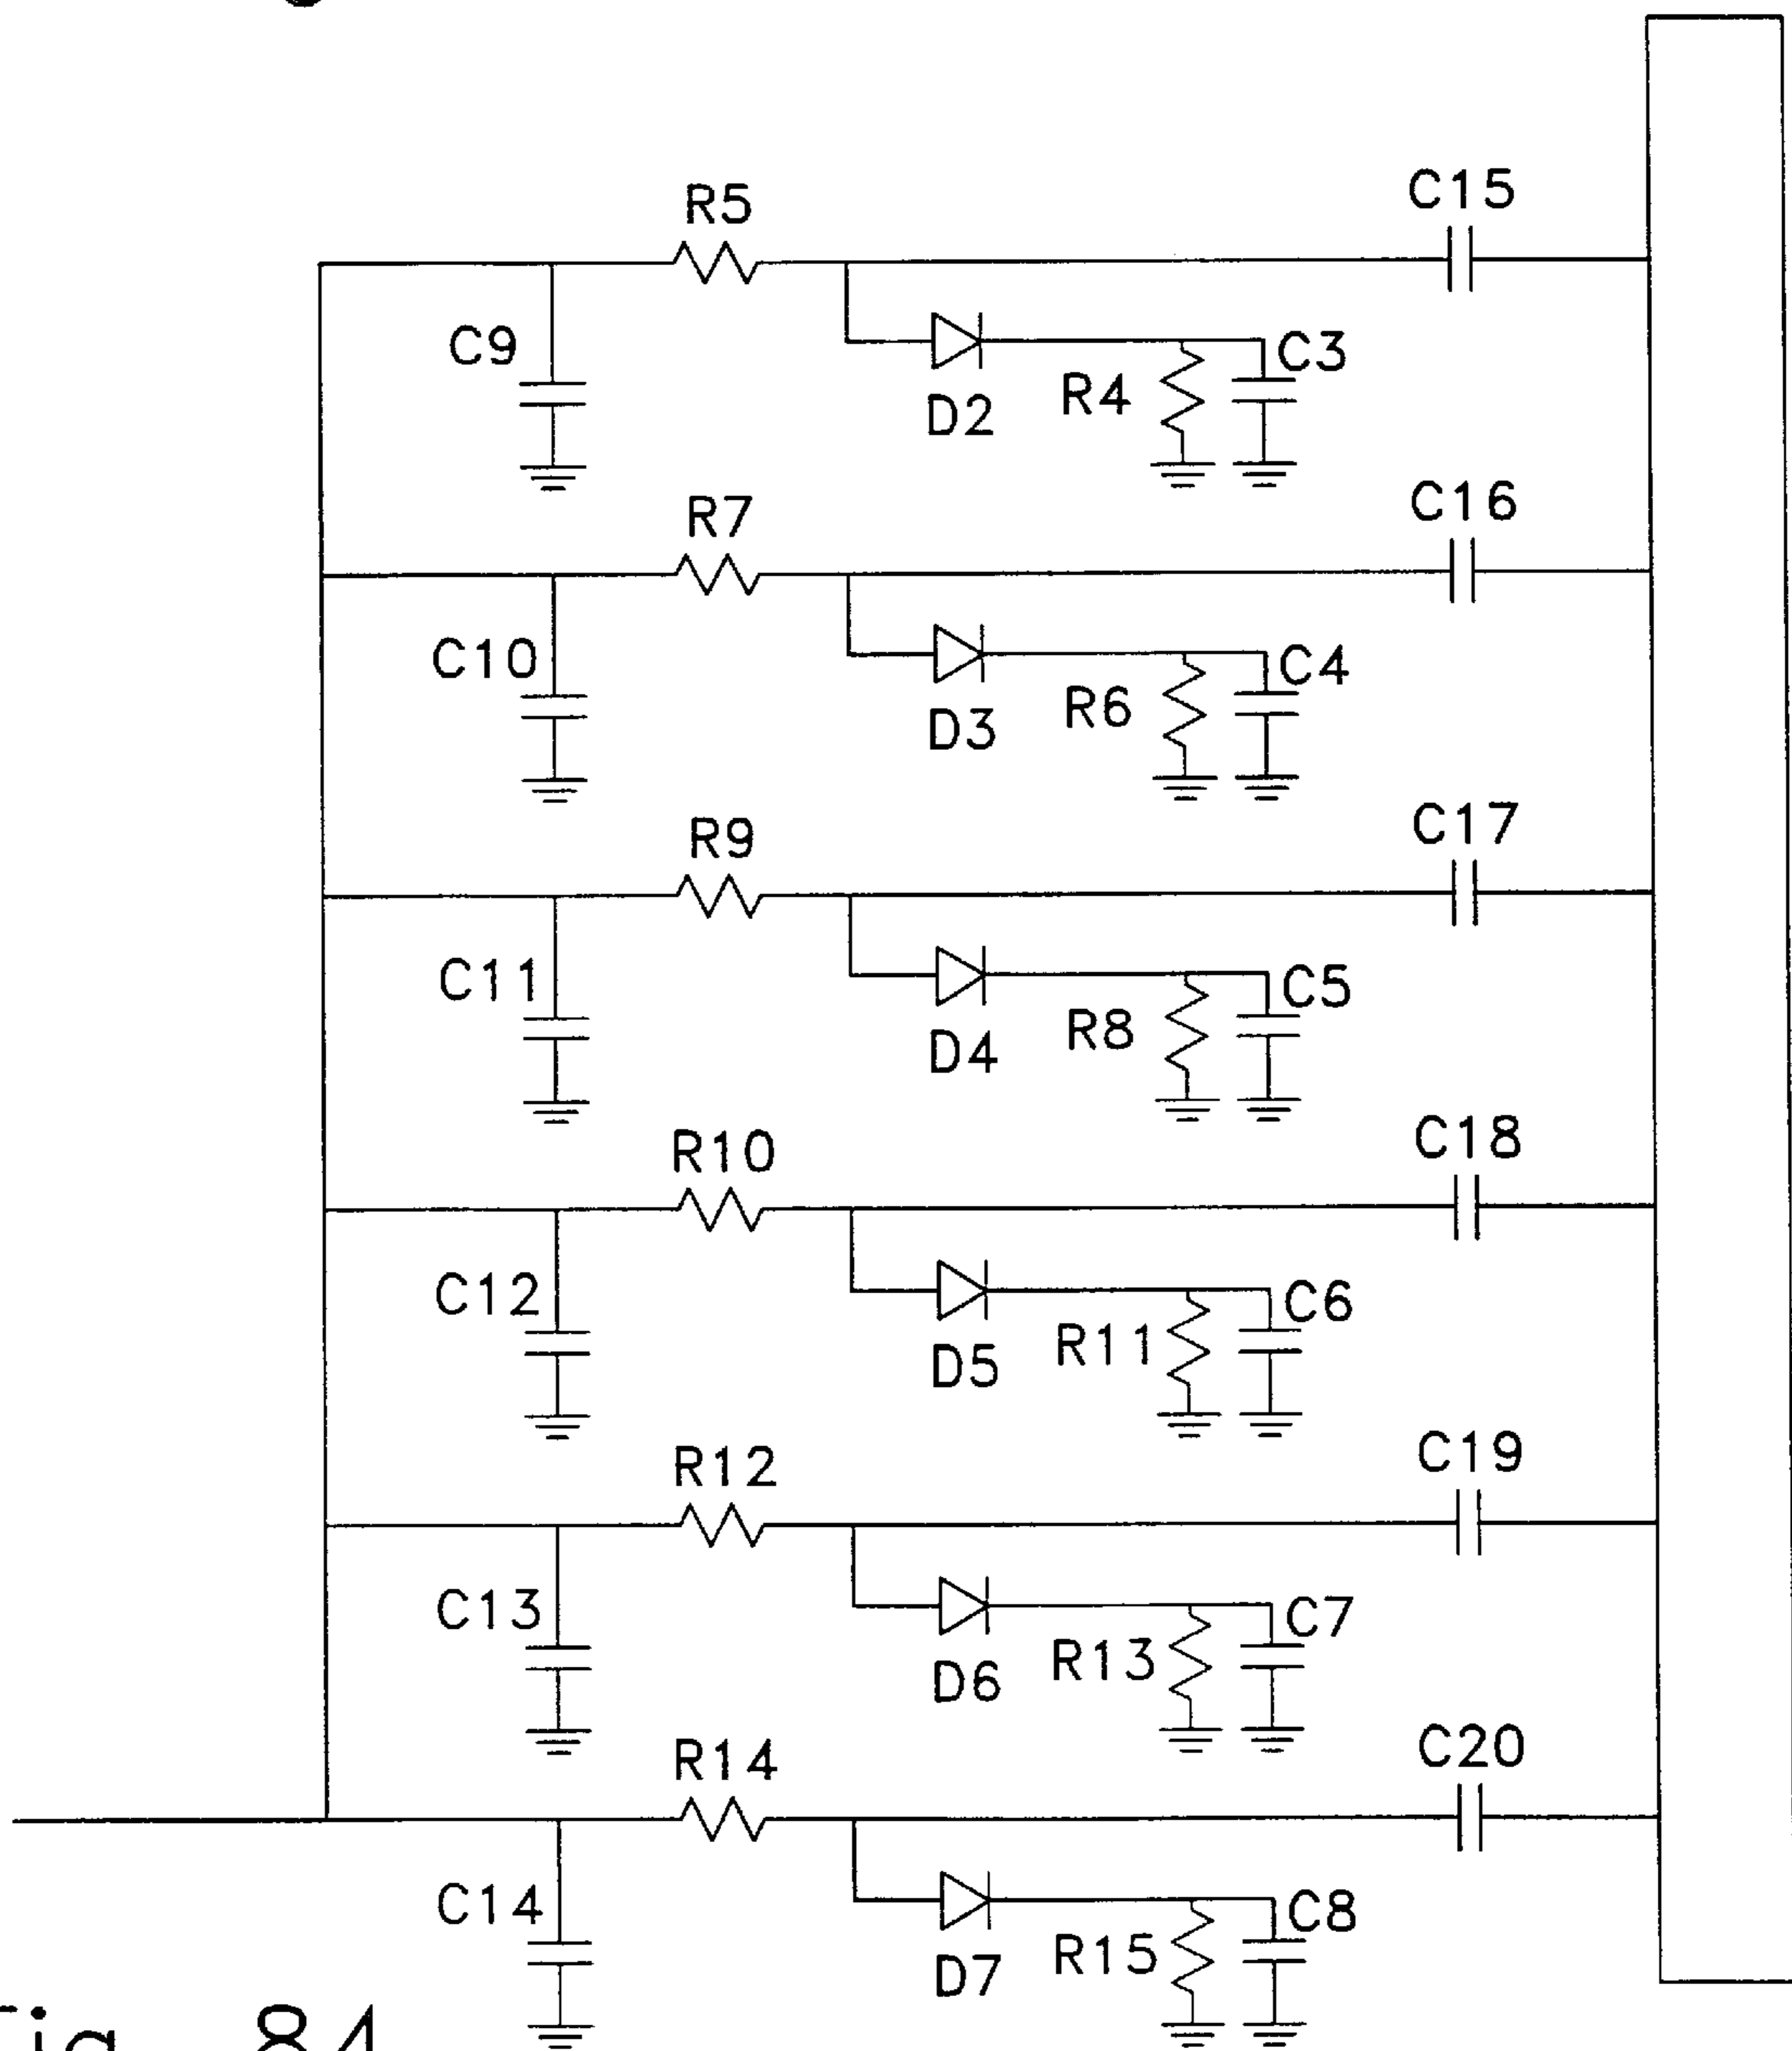 R5 C15
C9 C3
R4
D2
R7 C16
C10 C4
R6
D3
R9 C17
C11 C5
R8
D4
R10 C18
C12 C6
R11
D5
R12 C19
C13 C7
R13
D6
R14 C20
C14 C8
R15
D7